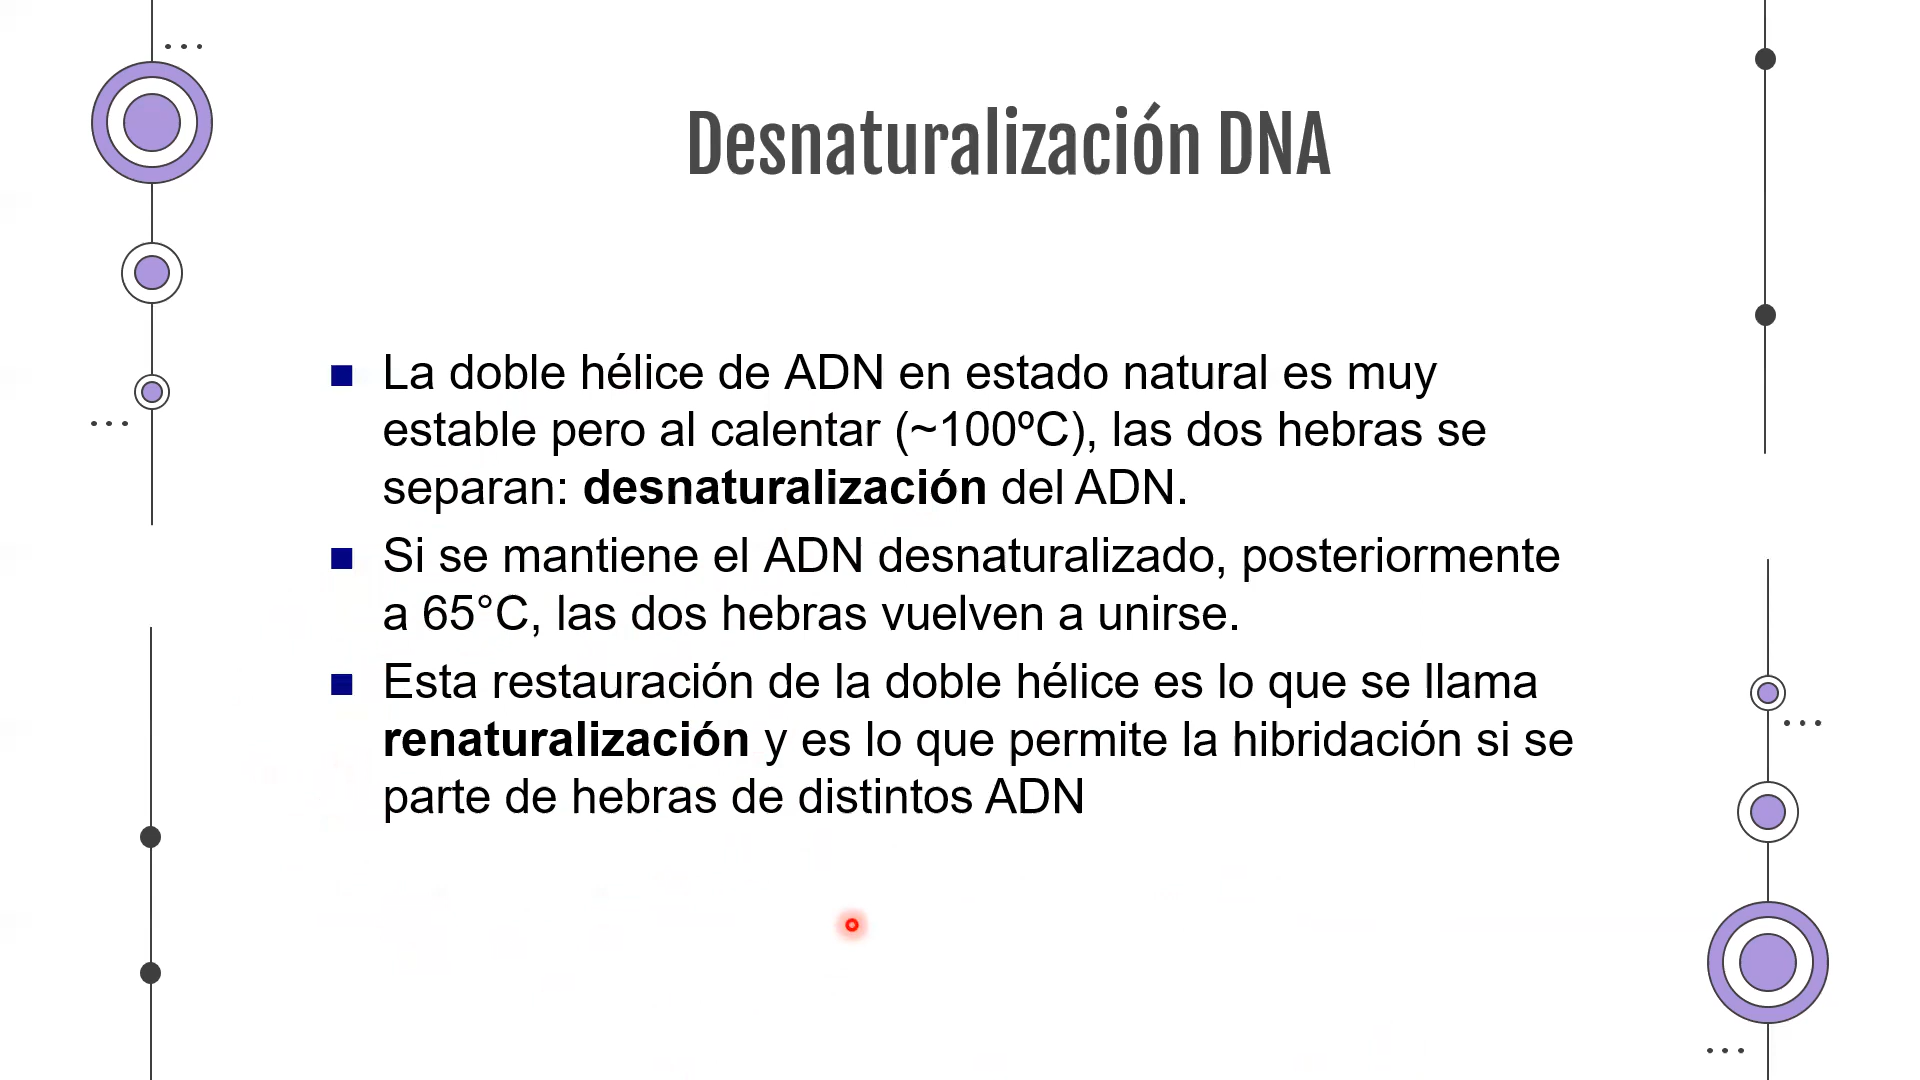 Desnaturalización DNA
La doble hélice de ADN en estado natural es muy
estable pero al calentar (~100ºC), las dos hebras se
separan: desnaturalización del ADN.
Si se mantiene el ADN desnaturalizado, posteriormente
a 65°C, las dos hebras vuelven a unirse.
Esta restauración de la doble hélice es lo que se llama
renaturalización y es lo que permite la hibridación si se
parte de hebras de distintos ADN